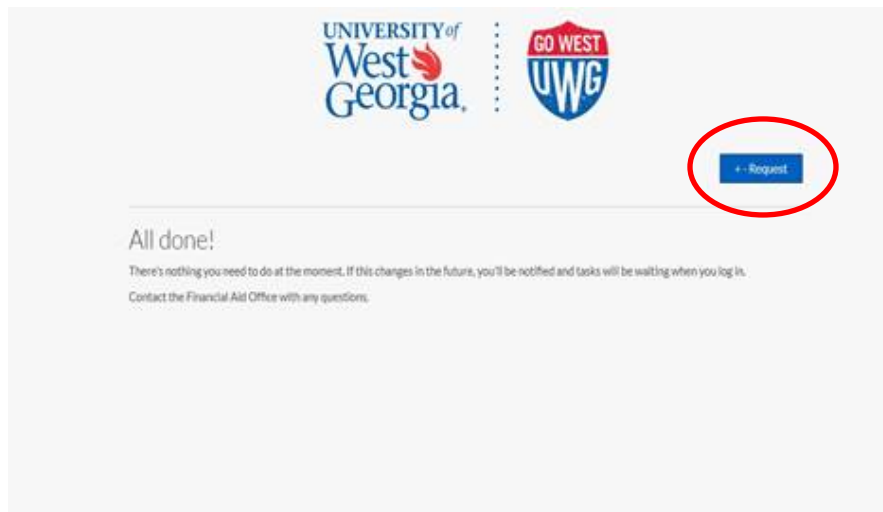 UNIVERSITY of
West
Georgia.
GO WEST
UWG
+ - Request
All done!
There's nothing you need to do at the moment. If this changes in the future, you'll be notified and tasks will be waiting when you log in.
Contact the Financial Aid Office with any questions.